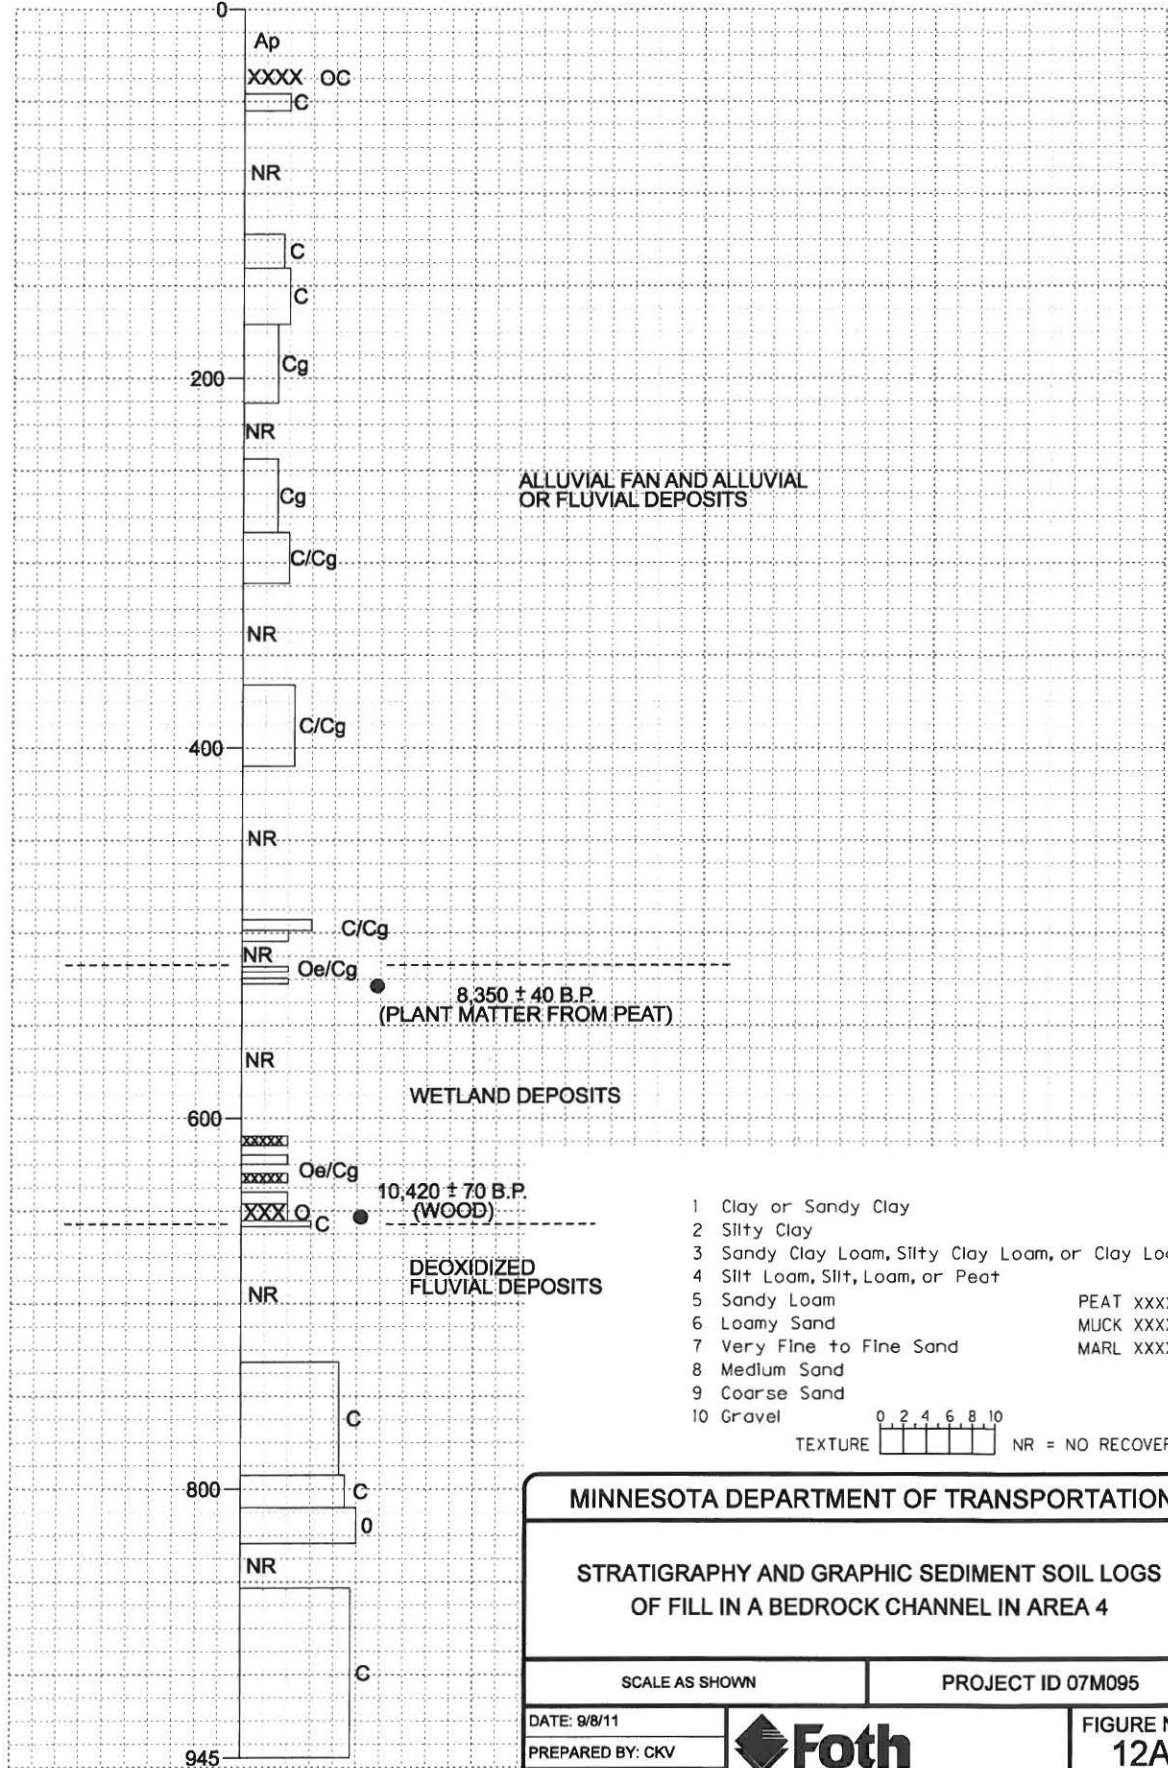 0
Ap
XXXX OC
C
NR
C
C
Cg
200
NR
ALLUVIAL FAN AND ALLUVIAL
OR FLUVIAL DEPOSITS
Cg
C/Cg
NR
C/Cg
400
NR
C/Cg
NR
Oe/Cg
8,350 ± 40 B.P.
(PLANT MATTER FROM PEAT)
NR
WETLAND DEPOSITS
600
XXXXX
Oe/Cg
XXXXX
10,420 ± 70 B.P.
(WOOD)
XXX O
C
DEOXIDIZED
FLUVIAL DEPOSITS
NR
C
800
C
0
NR
C
945
1 Clay or Sandy Clay
2 Silty Clay
3 Sandy Clay Loam, Silty Clay Loam, or Clay Loa
4 Silt Loam, Silt, Loam, or Peat
5 Sandy Loam
6 Loamy Sand
7 Very Fine to Fine Sand
8 Medium Sand
9 Coarse Sand
10 Gravel
PEAT XXXX
MUCK XXXX
MARL XXXX
0 2 4 6 8 10
TEXTURE
NR = NO RECOVER
MINNESOTA DEPARTMENT OF TRANSPORTATION
STRATIGRAPHY AND GRAPHIC SEDIMENT SOIL LOGS
OF FILL IN A BEDROCK CHANNEL IN AREA 4
SCALE AS SHOWN
PROJECT ID 07M095
DATE: 9/8/11
PREPARED BY: CKV
Foth
FIGURE N
12A